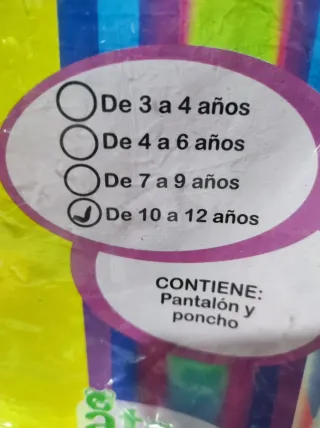 De 3 a 4 años
De 4 a 6 años
De 7 a 9 años
De 10 a 12 años
CONTIENE:
Pantalón y
poncho